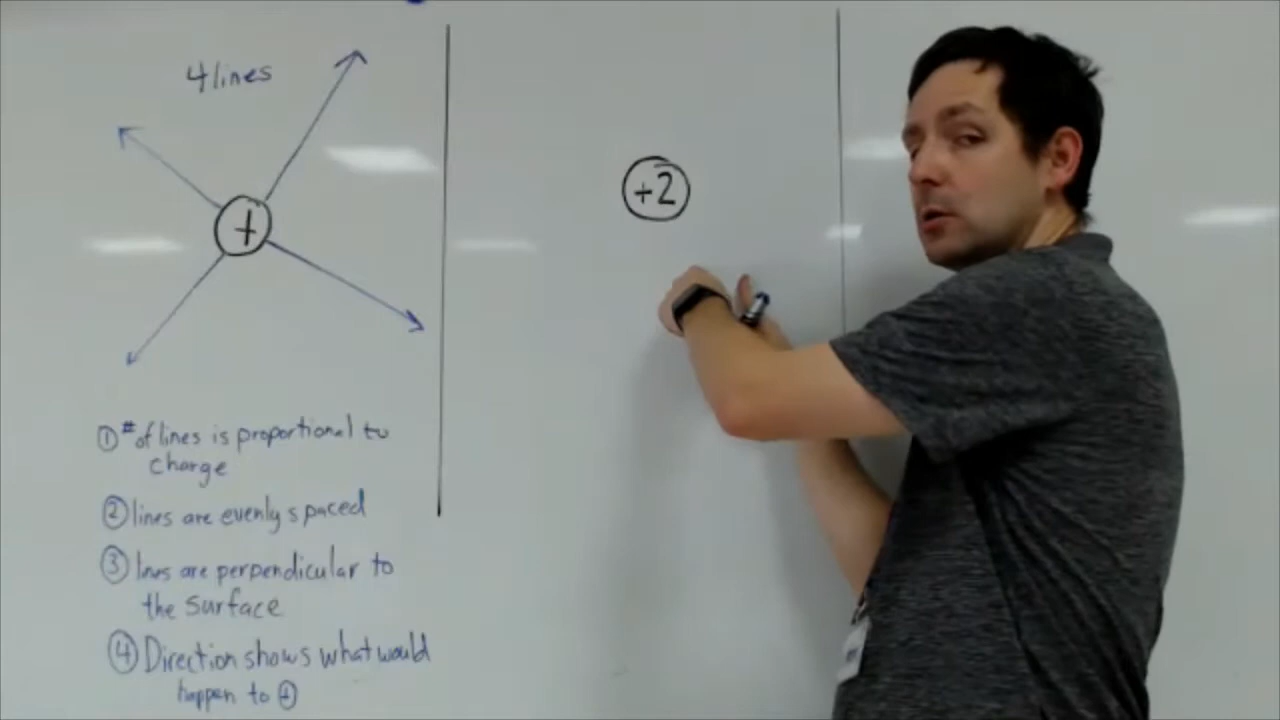 4 lines
+
+2
① # of lines is proportional to
charge
② lines are evenly spaced
③ lines are perpendicular to
the surface
④ Direction shows what would
happen to ⊕